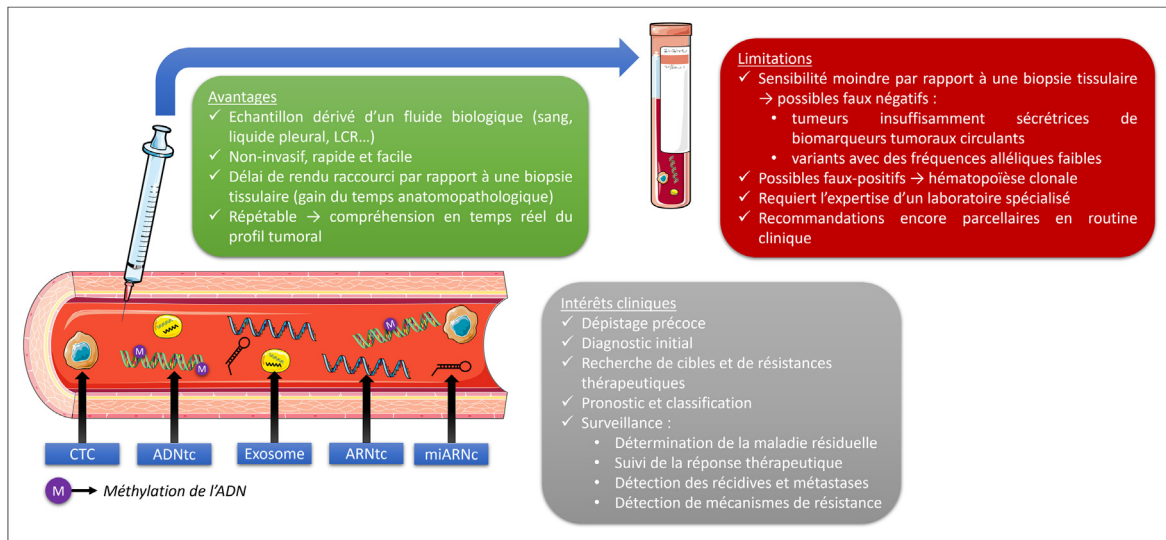 Avantages
✓ Echantillon dérivé d'un fluide biologique (sang,
liquide pleural, LCR...)
✓ Non-invasif, rapide et facile
✓ Délai de rendu raccourci par rapport à une biopsie
tissulaire (gain du temps anatomopathologique)
✓ Répétable → compréhension en temps réel du
profil tumoral
Limitations
✓ Sensibilité moindre par rapport à une biopsie tissulaire
→ possibles faux négatifs :
• tumeurs insuffisamment sécrétrices de
biomarqueurs tumoraux circulants
• variants avec des fréquences alléliques faibles
✓ Possibles faux-positifs → hématopoïèse clonale
✓ Requiert l'expertise d'un laboratoire spécialisé
✓ Recommandations encore parcellaires en routine
clinique
Intérêts cliniques
✓ Dépistage précoce
✓ Diagnostic initial
✓ Recherche de cibles et de résistances
thérapeutiques
✓ Pronostic et classification
✓ Surveillance :
• Détermination de la maladie résiduelle
• Suivi de la réponse thérapeutique
• Détection des récidives et métastases
• Détection de mécanismes de résistance
M
M
M
CTC
ADNtc
Exosome
ARNtc
miARNc
M → Méthylation de l'ADN